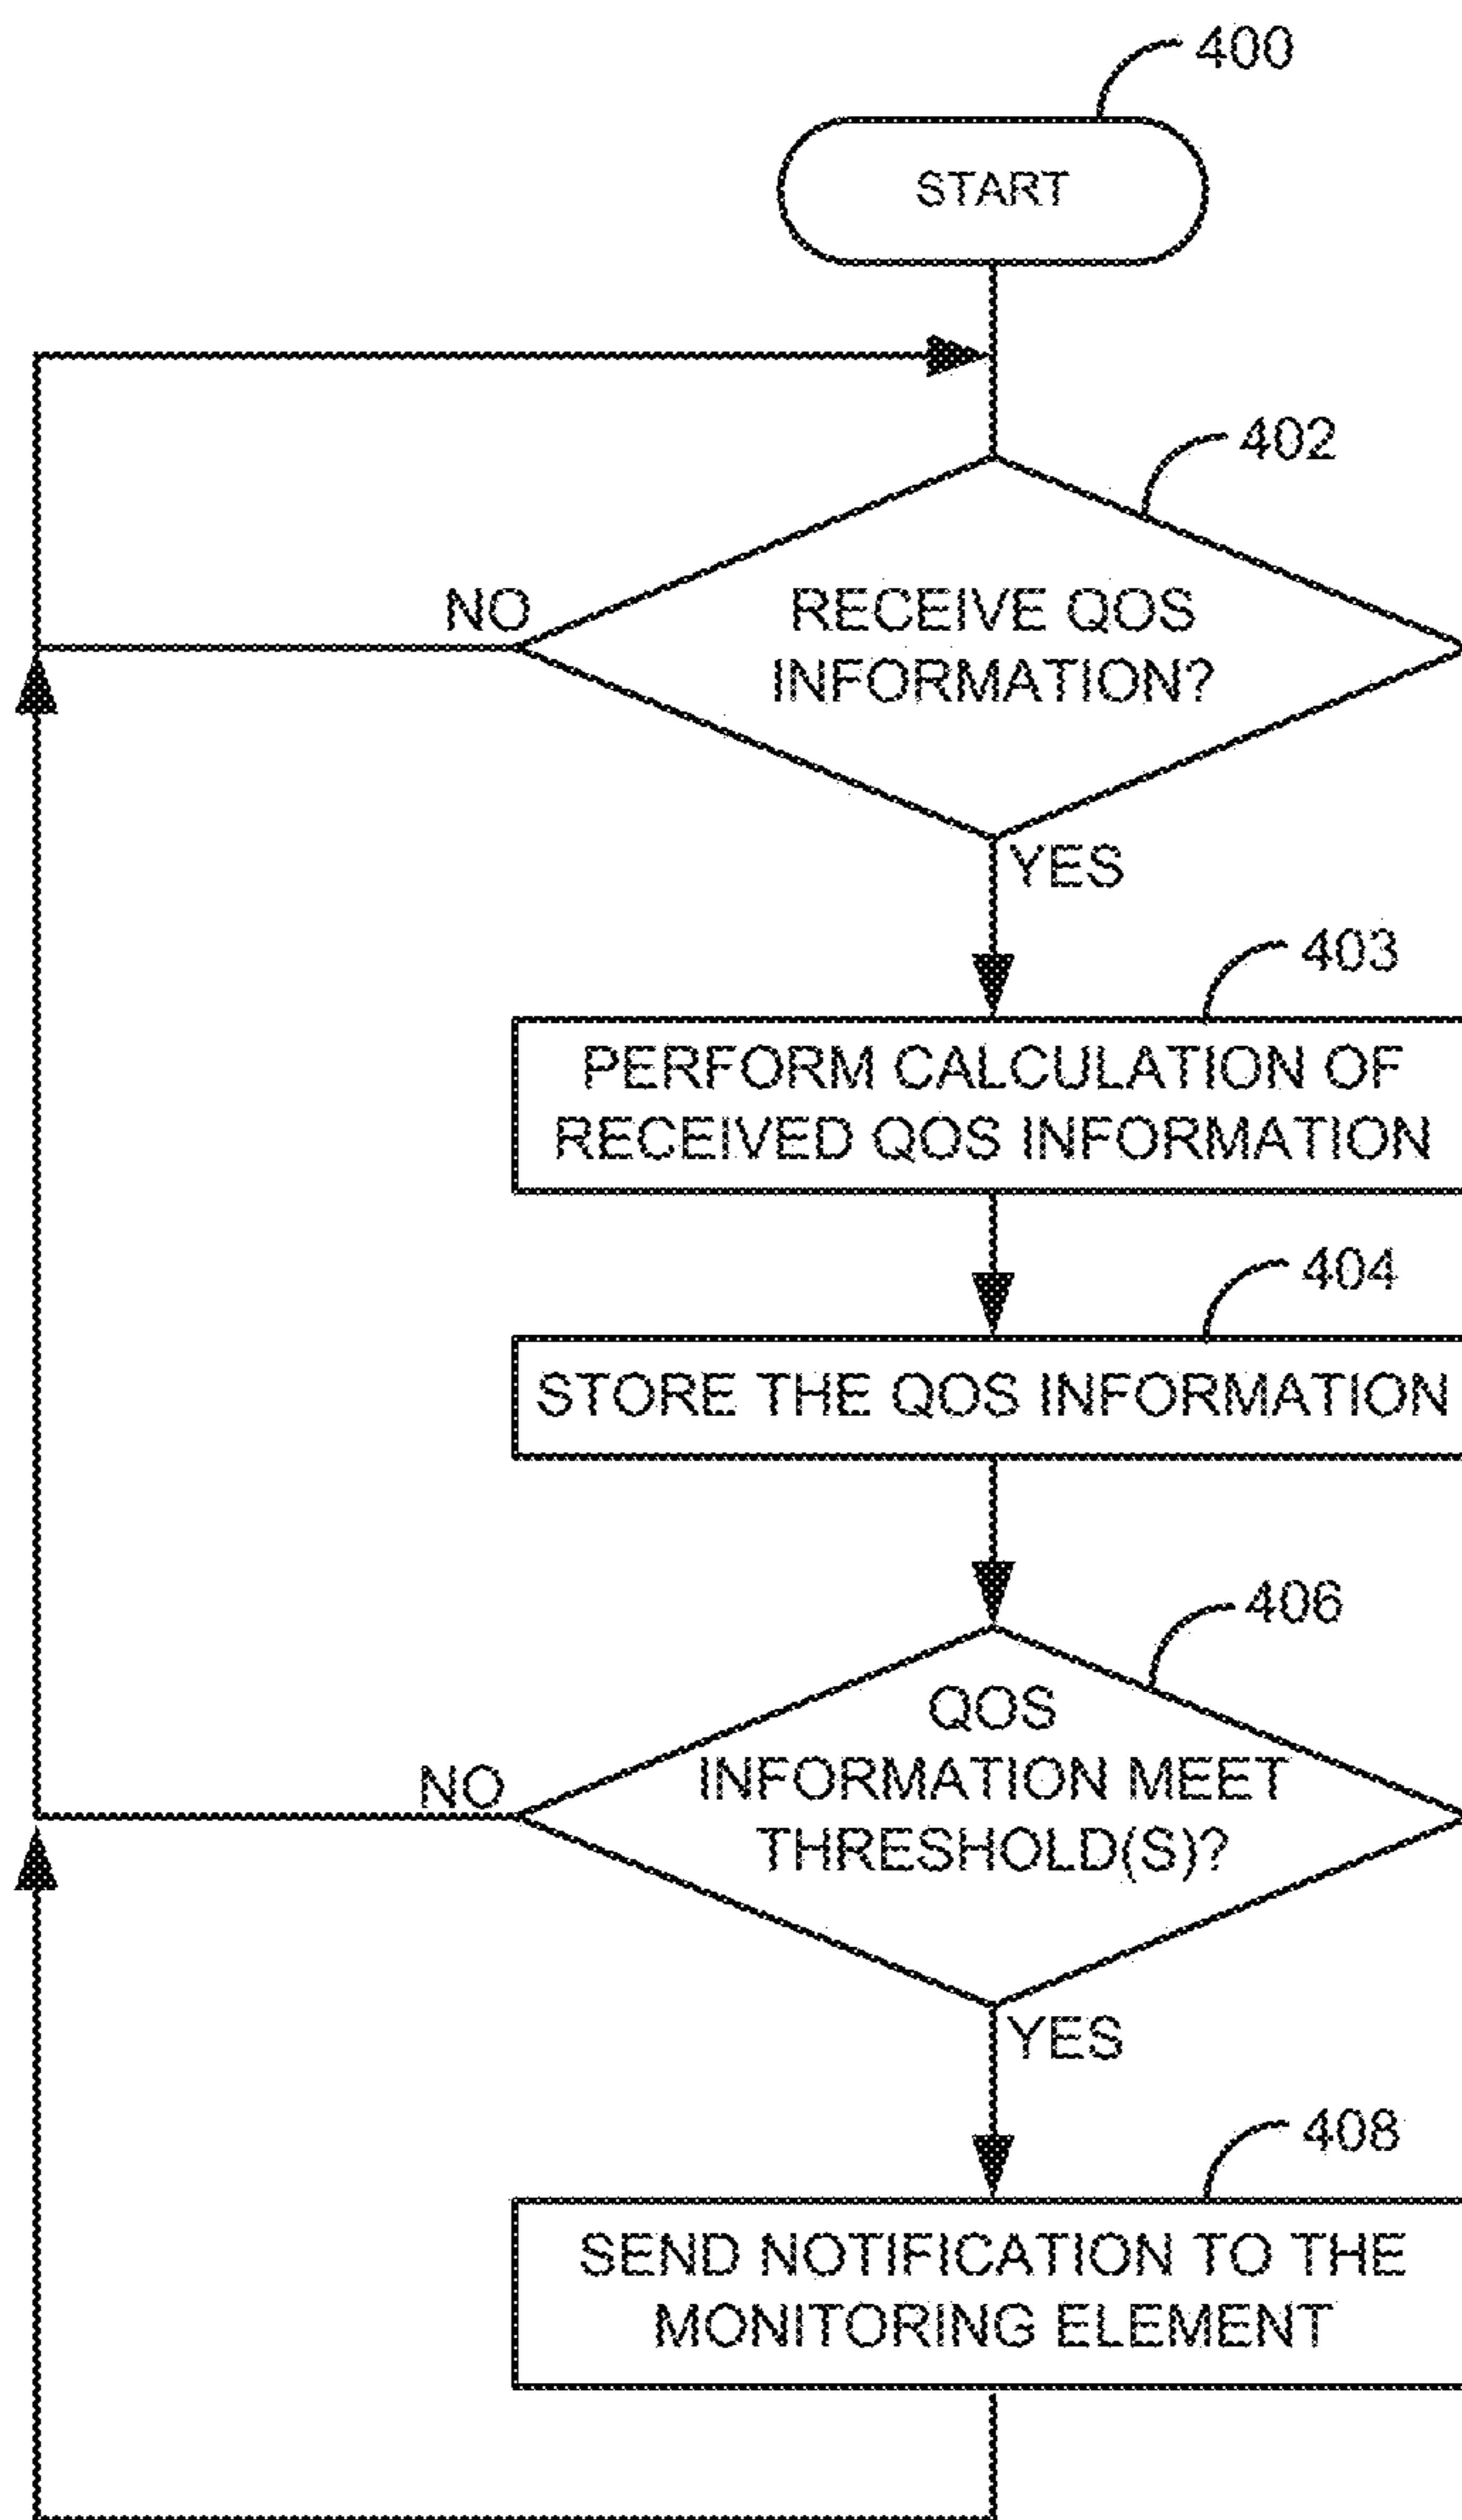 400
START
402
NO
RECEIVE QOS
INFORMATION?
YES
403
PERFORM CALCULATION OF
RECEIVED QOS INFORMATION
404
STORE THE QOS INFORMATION
406
QOS
INFORMATION MEET
THRESHOLD(S)?
NO
YES
408
SEND NOTIFICATION TO THE
MONITORING ELEMENT